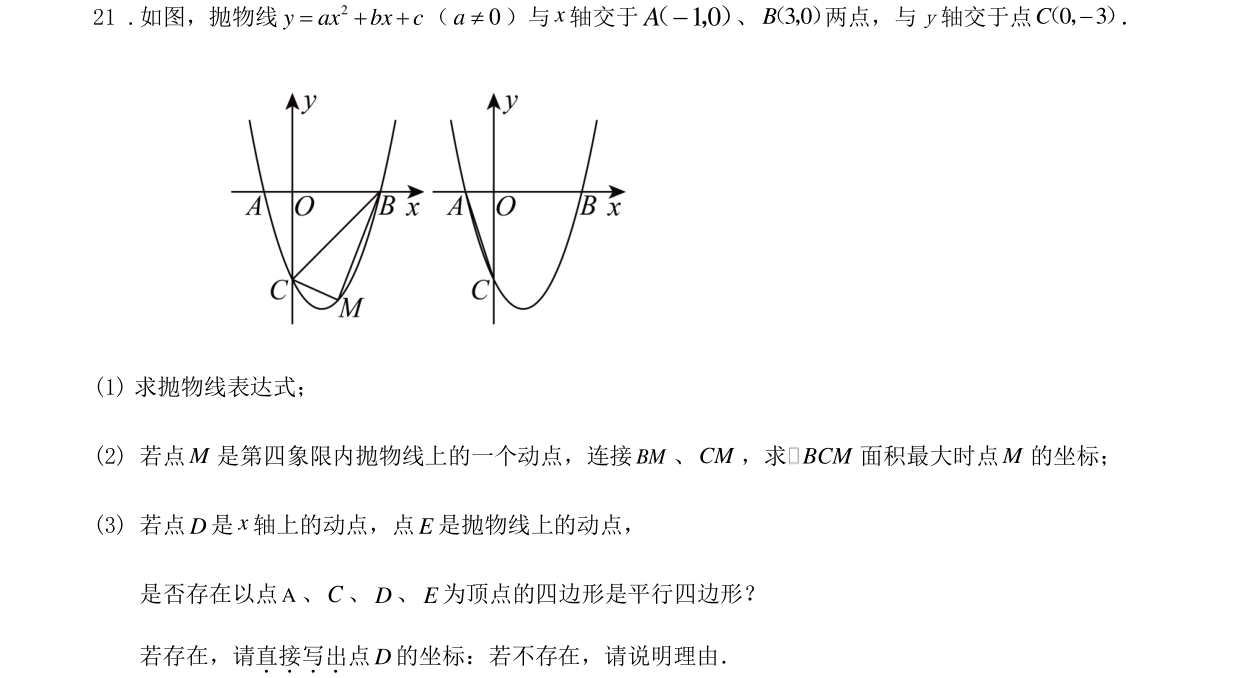 21 .如图，抛物线 y = ax² + bx + c （ a ≠ 0 ）与 x 轴交于 A(－1,0) 、 B(3,0) 两点，与 y 轴交于点 C(0,－3) .
y y
A O B x A O B x
C M C
(1) 求抛物线表达式；
(2) 若点 M 是第四象限内抛物线上的一个动点，连接 BM 、 CM ，求□BCM 面积最大时点 M 的坐标；
(3) 若点 D 是 x 轴上的动点，点 E 是抛物线上的动点，
是否存在以点 A 、 C 、 D 、 E 为顶点的四边形是平行四边形？
若存在，请直接写出点 D 的坐标：若不存在，请说明理由．